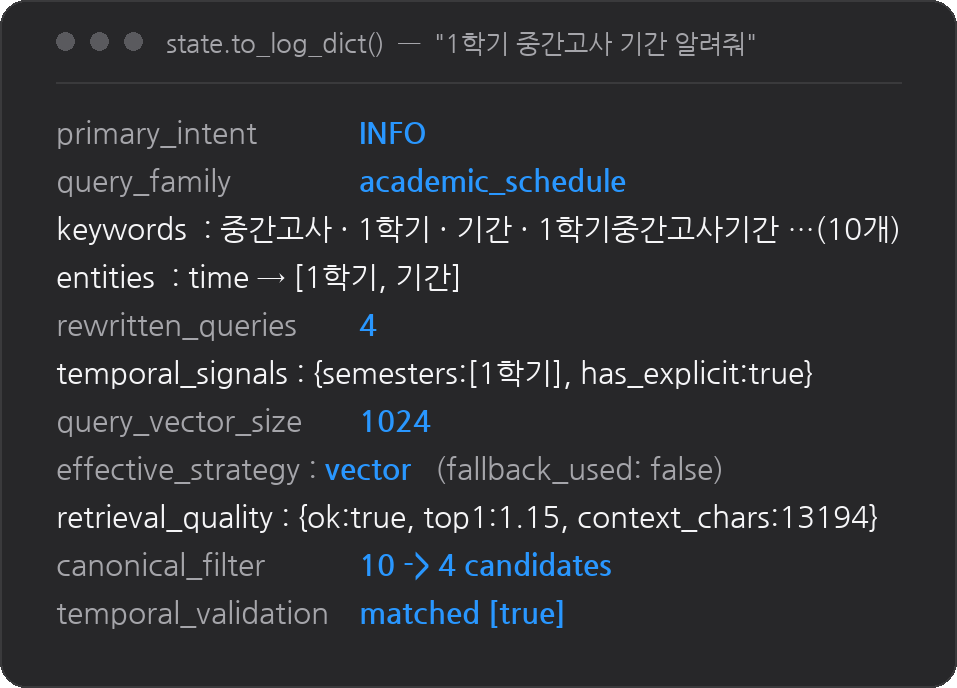 state.to_log_dict() — "1학기 중간고사 기간 알려줘"
primary_intent INFO
query_family academic_schedule
keywords : 중간고사 · 1학기 · 기간 · 1학기중간고사기간 …(10개)
entities : time → [1학기, 기간]
rewritten_queries 4
temporal_signals : {semesters:[1학기], has_explicit:true}
query_vector_size 1024
effective_strategy : vector (fallback_used: false)
retrieval_quality : {ok:true, top1:1.15, context_chars:13194}
canonical_filter 10 -> 4 candidates
temporal_validation matched [true]